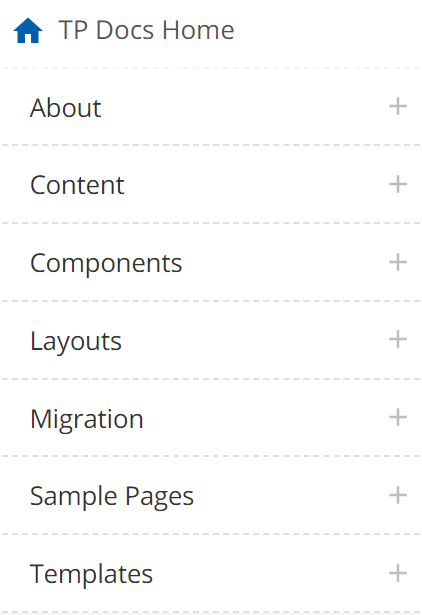 TP Docs Home
About
Content
Components
Layouts
Migration
Sample Pages
Templates